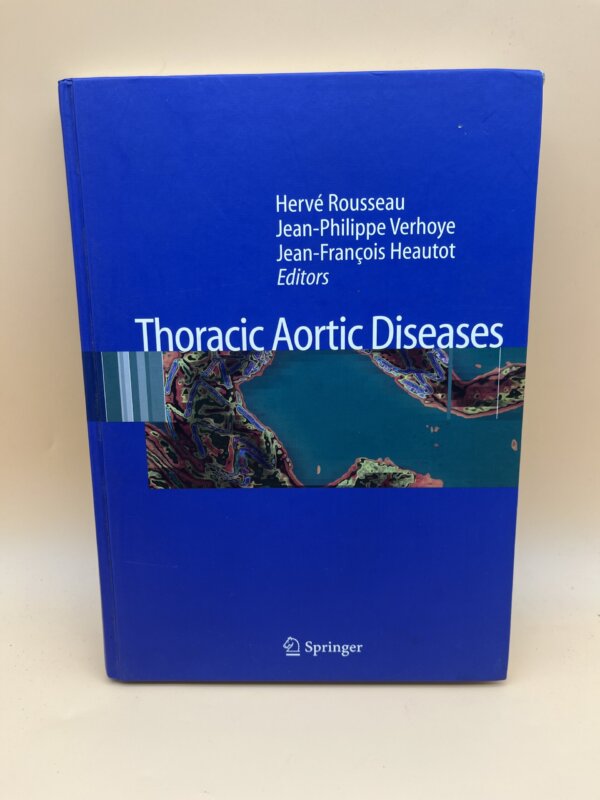 Hervé Rousseau
Jean-Philippe Verhoye
Jean-François Heautot
Editors
Thoracic Aortic Diseases
Springer